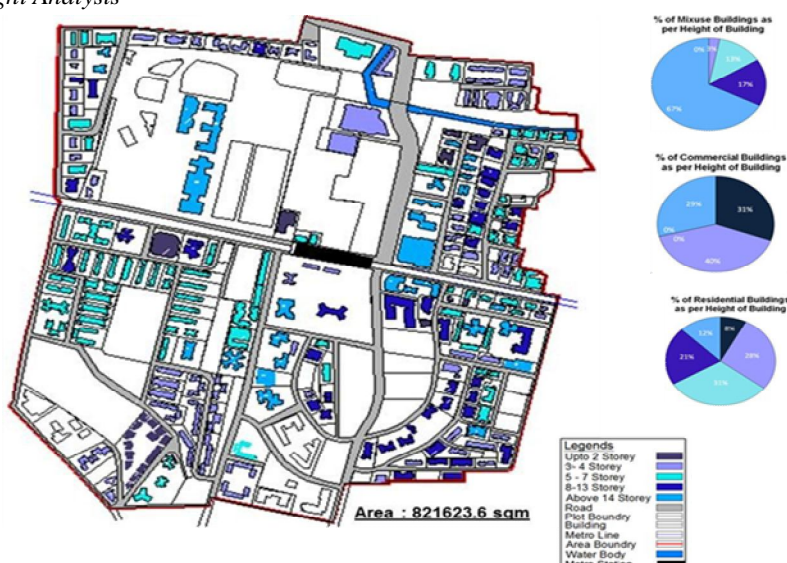 ght Analysis
% of Mixuse Buildings as
per Height of Building
0%
3%
13%
17%
67%
% of Commercial Buildings
as per Height of Building
29%
31%
0%
0%
40%
% of Residential Buildings
as per Height of Building
12%
8%
21%
28%
31%
Area : 821623.6 sqm
Legends
Upto 2 Storey
3- 4 Storey
5 - 7 Storey
8-13 Storey
Above 14 Storey
Road
Plot Boundry
Building
Metro Line
Area Boundry
Water Body
Metro Station